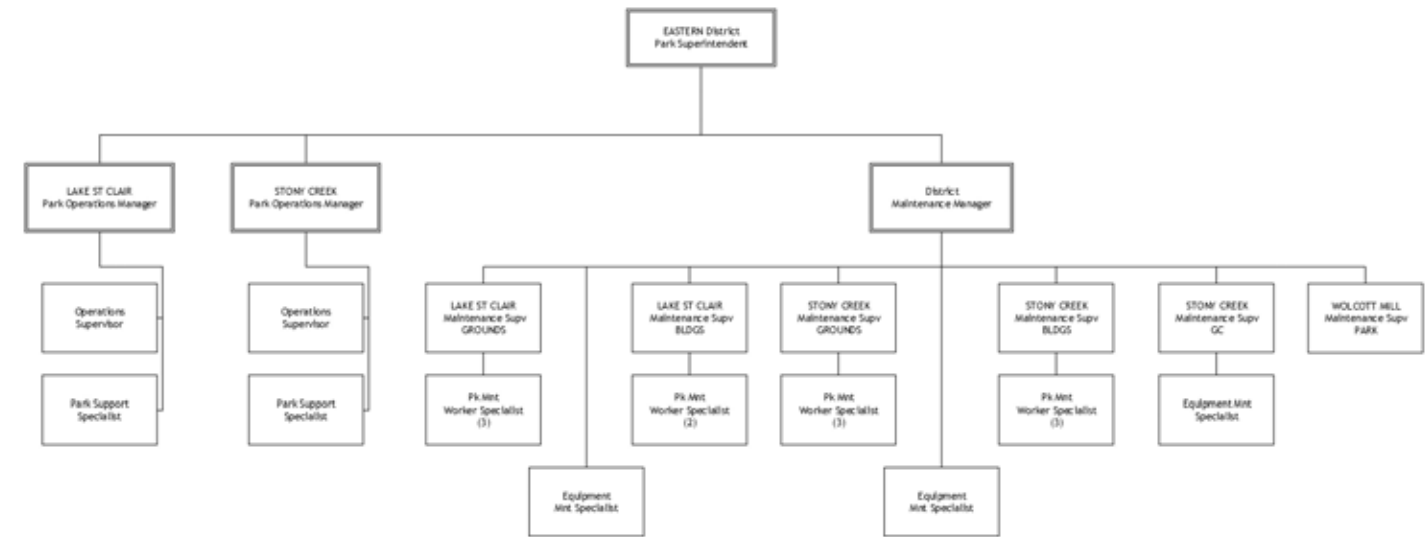 EASTERN District
Park Superintendent
LAKE ST CLAIR
Park Operations Manager
STONY CREEK
Park Operations Manager
District
Maintenance Manager
Operations
Supervisor
Operations
Supervisor
LAKE ST CLAIR
Maintenance Supv
GROUNDS
LAKE ST CLAIR
Maintenance Supv
BLDGS
STONY CREEK
Maintenance Supv
GROUNDS
STONY CREEK
Maintenance Supv
BLDGS
STONY CREEK
Maintenance Supv
GC
WOLCOTT MILL
Maintenance Supv
PARK
Park Support
Specialist
Park Support
Specialist
Pk Mnt
Worker Specialist
(3)
Pk Mnt
Worker Specialist
(2)
Pk Mnt
Worker Specialist
(3)
Pk Mnt
Worker Specialist
(3)
Equipment Mnt
Specialist
Equipment
Mnt Specialist
Equipment
Mnt Specialist